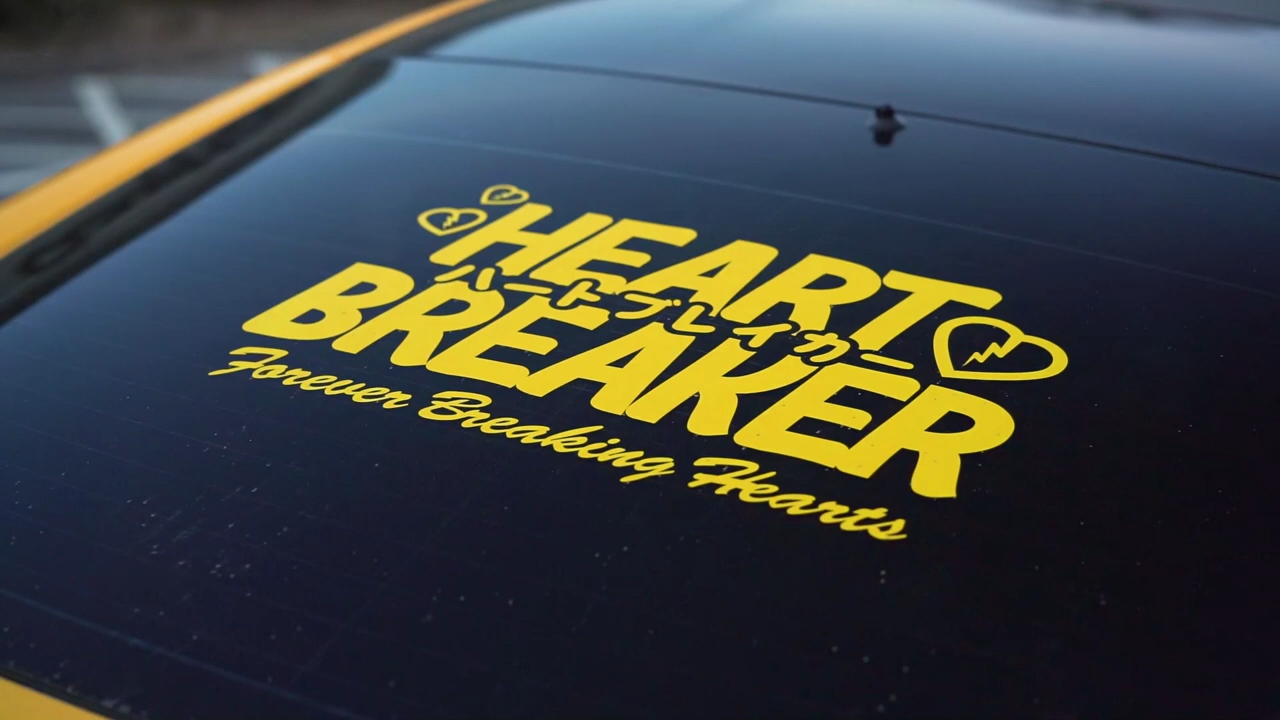 HEART
ハートブレイカー
BREAKER
Forever Breaking Hearts